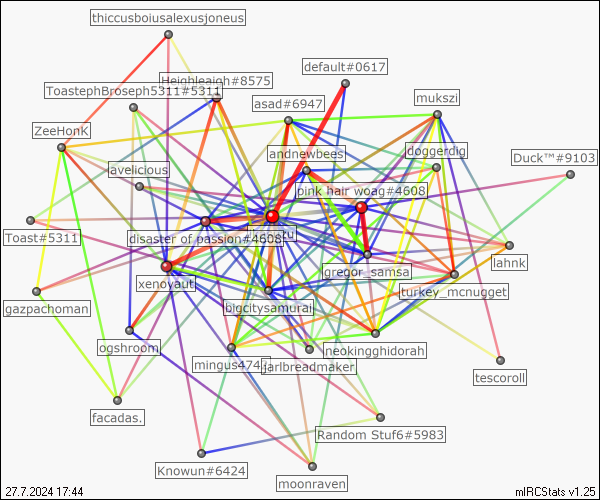 thiccusboiusalexusjoneus
default#0617
Heighleaigh#8575
ToastephBroseph5311#5311
asad#6947
mukszi
ZeeHonk
andnewbees
doggerdig
Duck™#9103
avelicious
pink hair woag#4608
Toast#5311
disaster of passion#4608
lahnk
xenoyaut
gregor_samsa
turkey_mcnugget
gazpachoman
bigcitysamurai
ogshroom
mingus474
jarlbreadmaker
neokingghidorah
tescoroll
facadas.
Random Stuf6#5983
Knowun#6424
moonraven
27.7.2024 17:44
mIRCStats v1.25